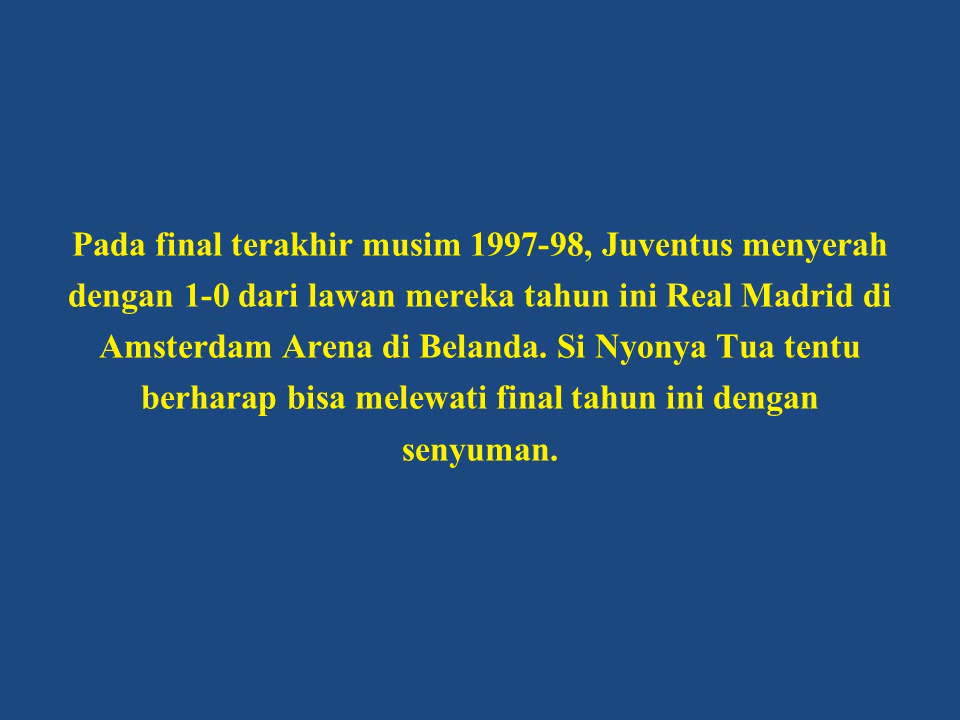 Pada final terakhir musim 1997-98, Juventus menyerah
dengan 1-0 dari lawan mereka tahun ini Real Madrid di
Amsterdam Arena di Belanda. Si Nyonya Tua tentu
berharap bisa melewati final tahun ini dengan
senyuman.